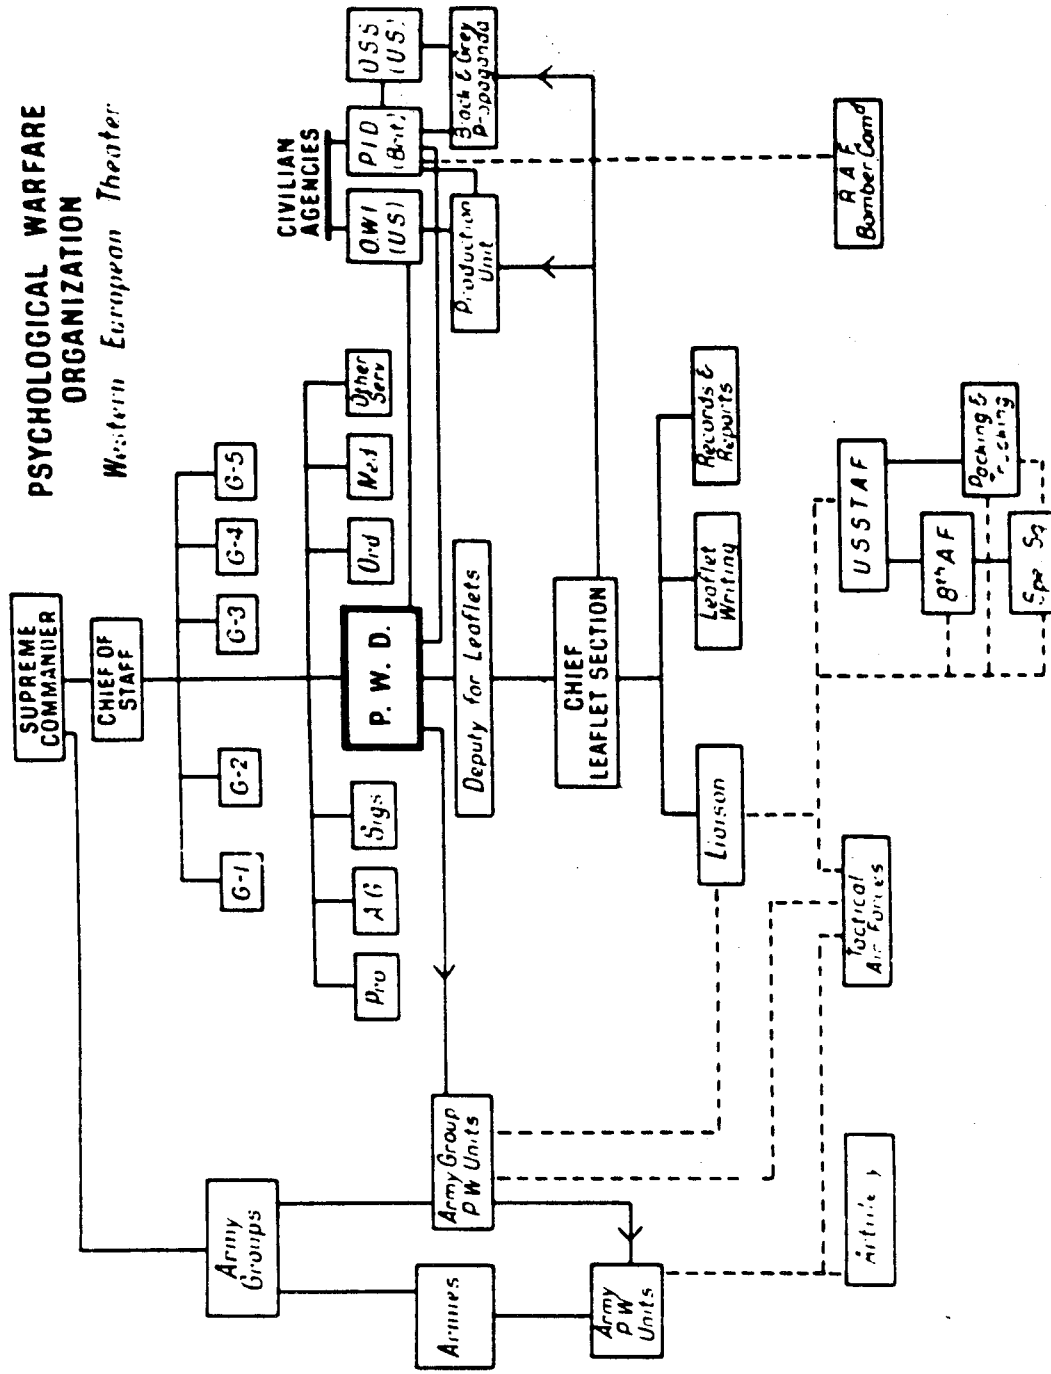 PSYCHOLOGICAL WARFARE
ORGANIZATION
Western European Theater
SUPREME
COMMANDER
CHIEF OF
STAFF
G-1
G-2
G-3
G-4
G-5
Pro
AG
Sigs
P. W. D.
Ord
Med
Other
Serv
CIVILIAN
AGENCIES
OWI
(US)
PID
(Brit)
OSS
(US)
Army
Groups
Armies
Army Group
PW Units
Army
PW
Units
Deputy for Leaflets
Production
Unit
Black & Grey
Propaganda
CHIEF
LEAFLET SECTION
Liaison
Leaflet
Writing
Records &
Reports
Tactical
Air Forces
USSTAF
8th AF
Packing &
Spe. Sq
RAF
Bomber Comd